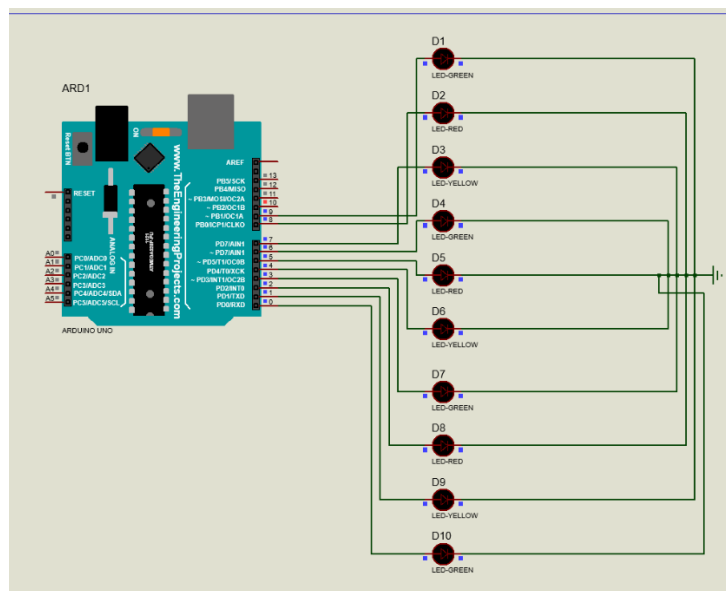 ARD1
Reset BTN
ON
www.TheEngineeringProjects.com
RESET
ANALOG IN
A0
A1
A2
A3
A4
A5
PC0/ADC0
PC1/ADC1
PC2/ADC2
PC3/ADC3
PC4/ADC4/SDA
PC5/ADC5/SCL
ARDUINO UNO
AREF
PB5/SCK 13
PB4/MISO 12
~ PB3/MOSI/OC2A 11
~ PB2/OC1B 10
~ PB1/OC1A 9
PB0/ICP1/CLKO 8
PD7/AIN1 7
~ PD7/AIN1 6
~ PD5/T1/OC0B 5
PD4/T0/XCK 4
~ PD3/INT1/OC2B 3
PD2/INT0 2
PD1/TXD 1
PD0/RXD 0
D1
LED-GREEN
D2
LED-RED
D3
LED-YELLOW
D4
LED-GREEN
D5
LED-RED
D6
LED-YELLOW
D7
LED-GREEN
D8
LED-RED
D9
LED-YELLOW
D10
LED-GREEN